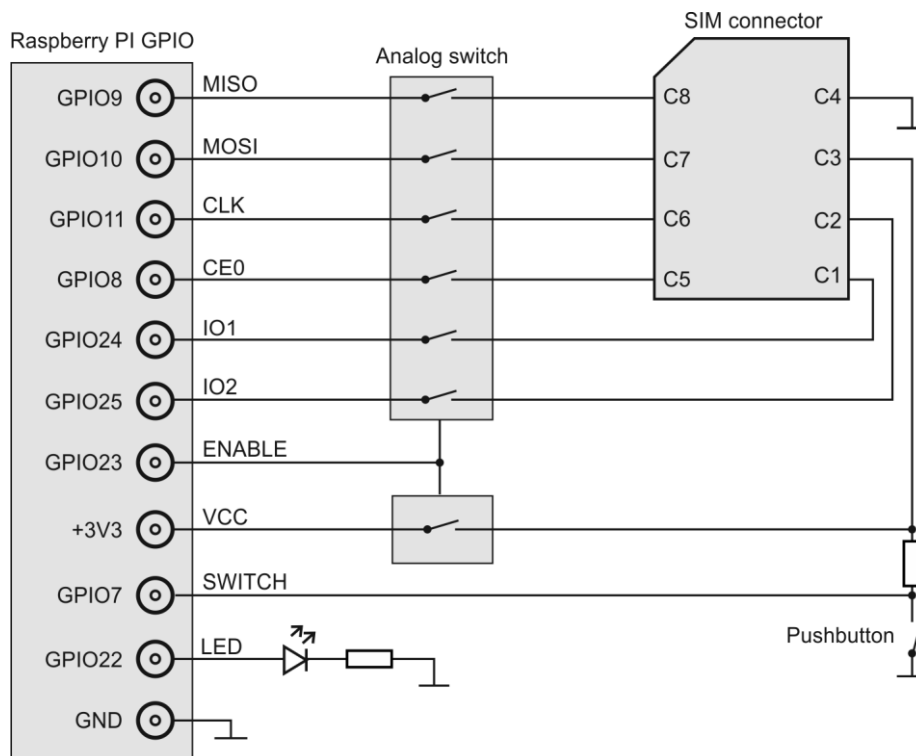 SIM connector
Raspberry PI GPIO
Analog switch
GPIO9 MISO C8 C4
GPIO10 MOSI C7 C3
GPIO11 CLK C6 C2
GPIO8 CE0 C5 C1
GPIO24 IO1
GPIO25 IO2
GPIO23 ENABLE
+3V3 VCC
GPIO7 SWITCH
Pushbutton
GPIO22 LED
GND